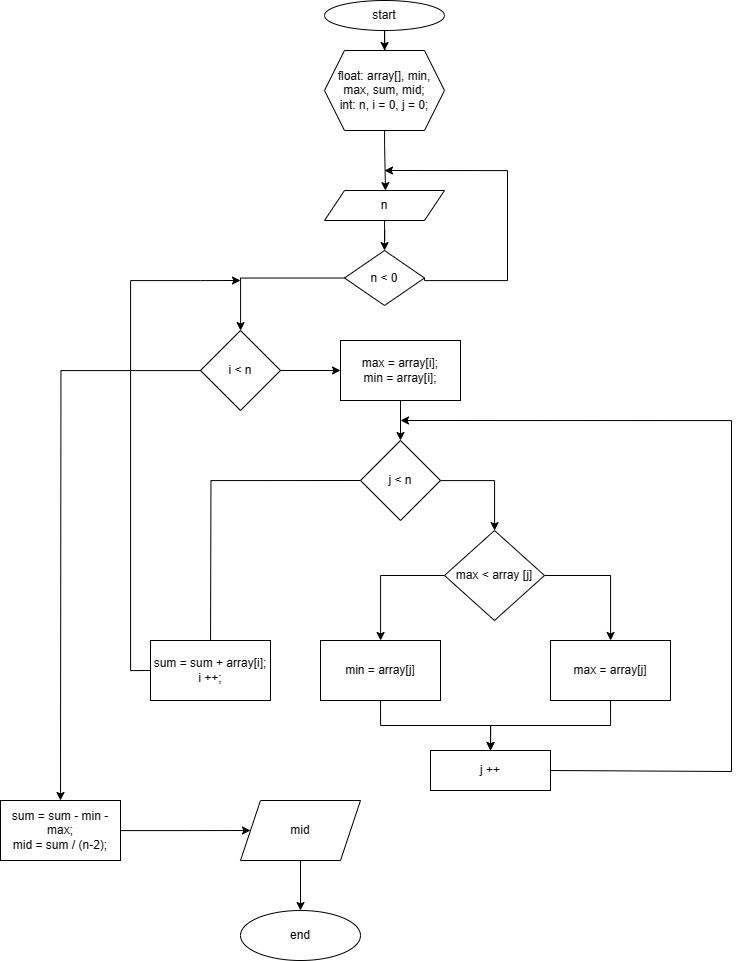 start
float: array[], min,
max, sum, mid;
int: n, i = 0, j = 0;
n
n < 0
i < n
max = array[i];
min = array[i];
j < n
max < array [j]
sum = sum + array[i];
i ++;
min = array[j]
max = array[j]
j ++
sum = sum - min -
max;
mid = sum / (n-2);
mid
end